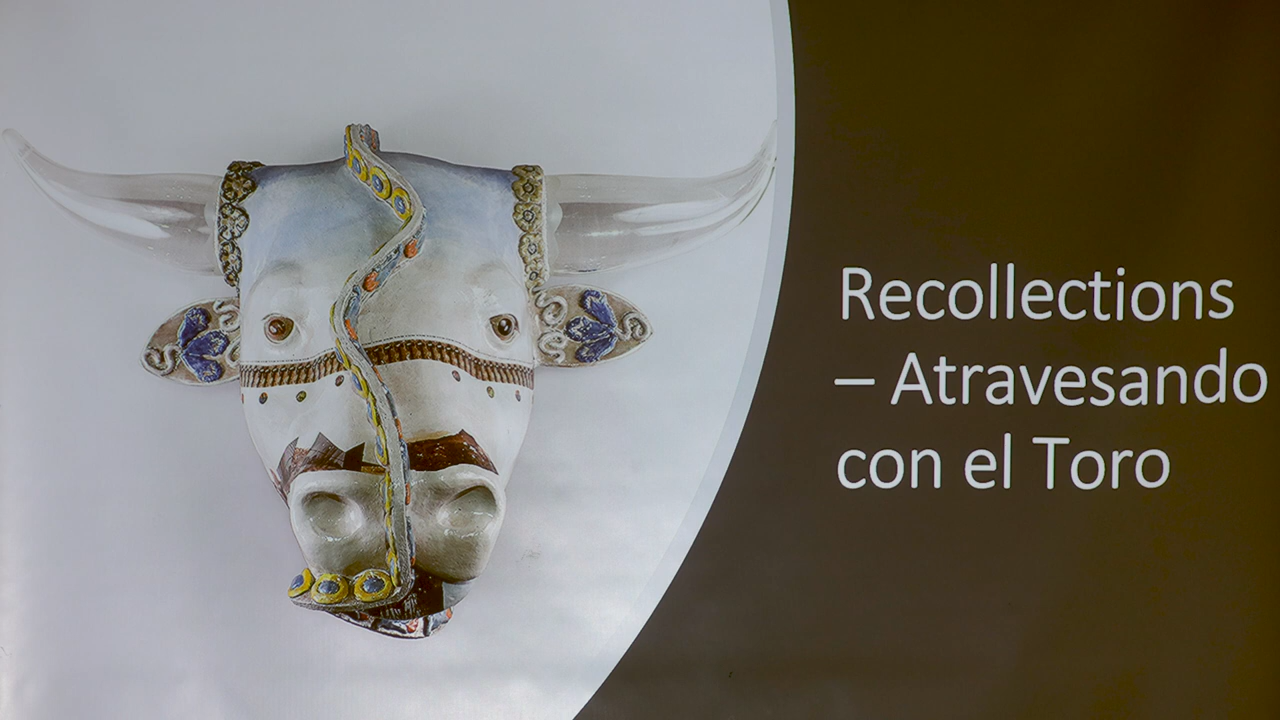 Recollections
– Atravesando
con el Toro